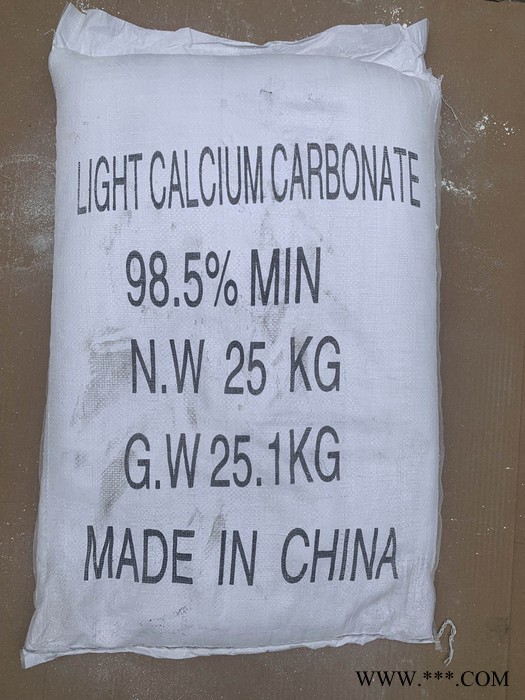 LIGHT CALCIUM CARBONATE
98.5% MIN
N.W 25 KG
G.W 25.1KG
MADE IN CHINA
WWW.***.COM